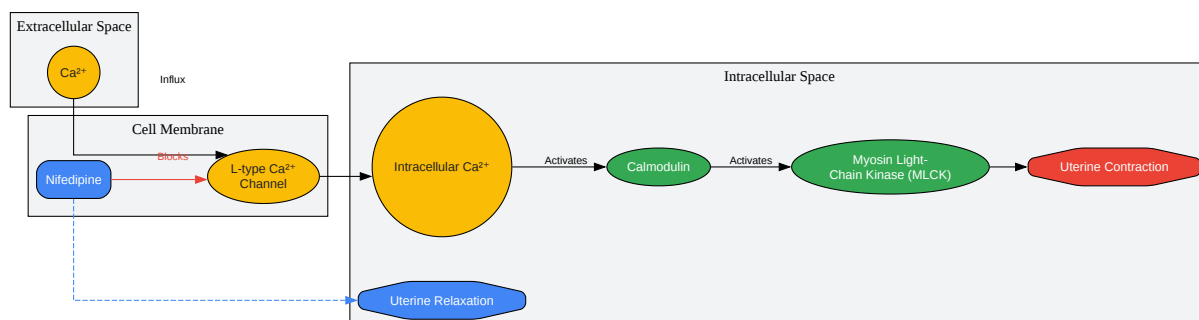 Extracellular Space
Ca²⁺
Influx
Intracellular Space
Cell Membrane
Blocks
Nifedipine
L-type Ca²⁺
Channel
Intracellular Ca²⁺
Activates
Calmodulin
Activates
Myosin Light-
Chain Kinase (MLCK)
Uterine Contraction
Uterine Relaxation